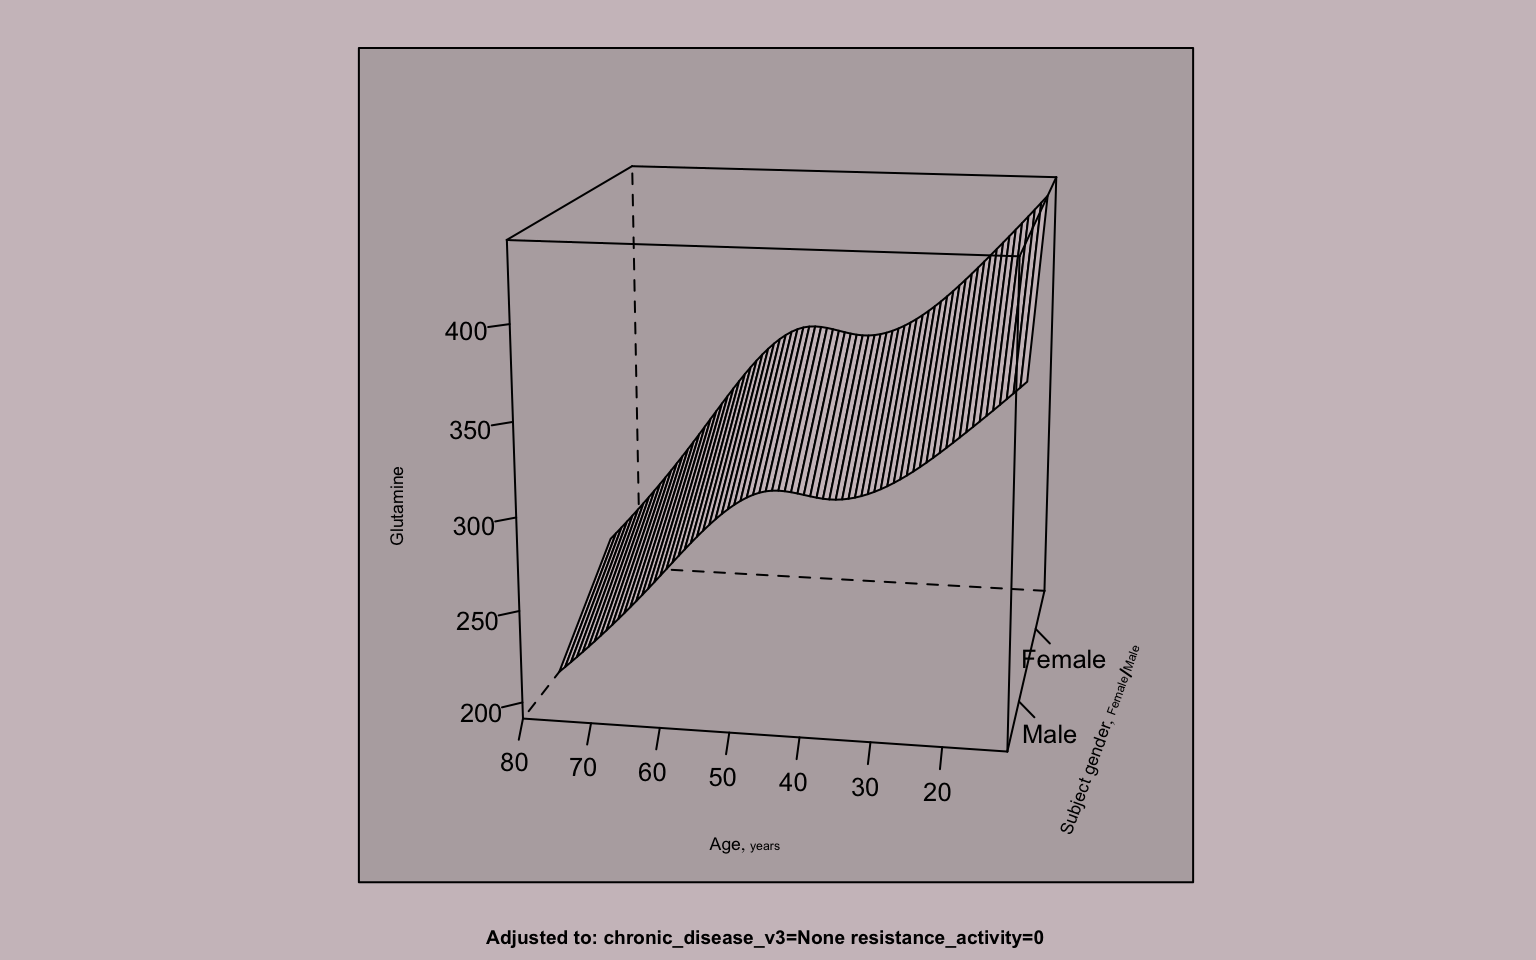 400
350
300
250
200
Glutamine
80 70 60 50 40 30 20
Age, years
Female
Male
Subject gender, Female/Male
Adjusted to: chronic_disease_v3=None resistance_activity=0